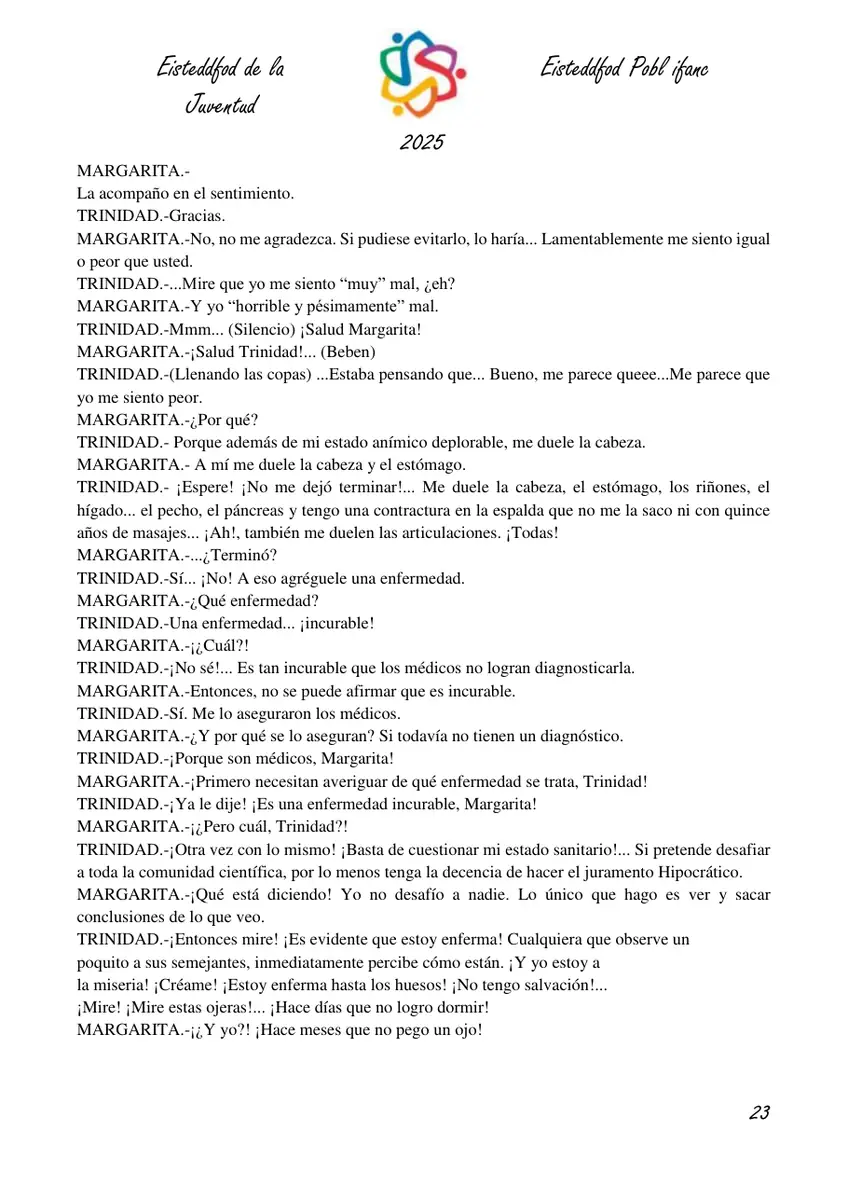 Eisteddfod de la
Juventud
Eisteddfod Pobl ifanc
2025
MARGARITA.-
La acompaño en el sentimiento.
TRINIDAD.-Gracias.
MARGARITA.-No, no me agradezca. Si pudiese evitarlo, lo haría... Lamentablemente me siento igual
o peor que usted.
TRINIDAD.-...Mire que yo me siento “muy” mal, ¿eh?
MARGARITA.-Y yo “horrible y pésimamente” mal.
TRINIDAD.-Mmm... (Silencio) ¡Salud Margarita!
MARGARITA.-¡Salud Trinidad!... (Beben)
TRINIDAD.-(Llenando las copas) ...Estaba pensando que... Bueno, me parece queee...Me parece que
yo me siento peor.
MARGARITA.-¿Por qué?
TRINIDAD.- Porque además de mi estado anímico deplorable, me duele la cabeza.
MARGARITA.- A mí me duele la cabeza y el estómago.
TRINIDAD.- ¡Espere! ¡No me dejó terminar!... Me duele la cabeza, el estómago, los riñones, el
hígado... el pecho, el páncreas y tengo una contractura en la espalda que no me la saco ni con quince
años de masajes... ¡Ah!, también me duelen las articulaciones. ¡Todas!
MARGARITA.-...¿Terminó?
TRINIDAD.-Sí... ¡No! A eso agréguele una enfermedad.
MARGARITA.-¿Qué enfermedad?
TRINIDAD.-Una enfermedad... ¡incurable!
MARGARITA.-¡¿Cuál?!
TRINIDAD.-¡No sé!... Es tan incurable que los médicos no logran diagnosticarla.
MARGARITA.-Entonces, no se puede afirmar que es incurable.
TRINIDAD.-Sí. Me lo aseguraron los médicos.
MARGARITA.-¿Y por qué se lo aseguran? Si todavía no tienen un diagnóstico.
TRINIDAD.-¡Porque son médicos, Margarita!
MARGARITA.-¡Primero necesitan averiguar de qué enfermedad se trata, Trinidad!
TRINIDAD.-¡Ya le dije! ¡Es una enfermedad incurable, Margarita!
MARGARITA.-¡¿Pero cuál, Trinidad?!
TRINIDAD.-¡Otra vez con lo mismo! ¡Basta de cuestionar mi estado sanitario!... Si pretende desafiar
a toda la comunidad científica, por lo menos tenga la decencia de hacer el juramento Hipocrático.
MARGARITA.-¡Qué está diciendo! Yo no desafío a nadie. Lo único que hago es ver y sacar
conclusiones de lo que veo.
TRINIDAD.-¡Entonces mire! ¡Es evidente que estoy enferma! Cualquiera que observe un
poquito a sus semejantes, inmediatamente percibe cómo están. ¡Y yo estoy a
la miseria! ¡Créame! ¡Estoy enferma hasta los huesos! ¡No tengo salvación!...
¡Mire! ¡Mire estas ojeras!... ¡Hace días que no logro dormir!
MARGARITA.-¡¿Y yo?! ¡Hace meses que no pego un ojo!
23